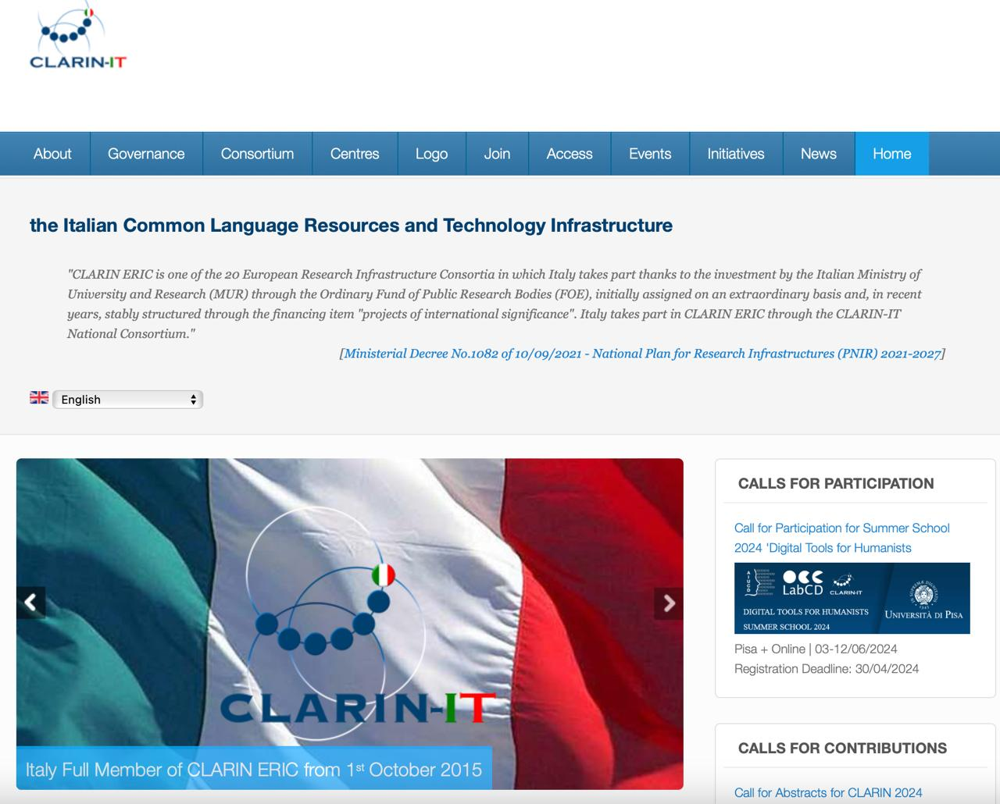 CLARIN-IT
About
Governance
Consortium
Centres
Logo
Join
Access
Events
Initiatives
News
Home
the Italian Common Language Resources and Technology Infrastructure
"CLARIN ERIC is one of the 20 European Research Infrastructure Consortia in which Italy takes part thanks to the investment by the Italian Ministry of
University and Research (MUR) through the Ordinary Fund of Public Research Bodies (FOE), initially assigned on an extraordinary basis and, in recent
years, stably structured through the financing item "projects of international significance". Italy takes part in CLARIN ERIC through the CLARIN-IT
National Consortium."
[Ministerial Decree No.1082 of 10/09/2021 - National Plan for Research Infrastructures (PNIR) 2021-2027]
English
CLARIN-IT
Italy Full Member of CLARIN ERIC from 1st October 2015
CALLS FOR PARTICIPATION
Call for Participation for Summer School
2024 'Digital Tools for Humanists
AIUCD
LabCD
CLARIN-IT
DIGITAL TOOLS FOR HUMANISTS
SUMMER SCHOOL 2024
UNIVERSITÀ DI PISA
Pisa + Online | 03-12/06/2024
Registration Deadline: 30/04/2024
CALLS FOR CONTRIBUTIONS
Call for Abstracts for CLARIN 2024